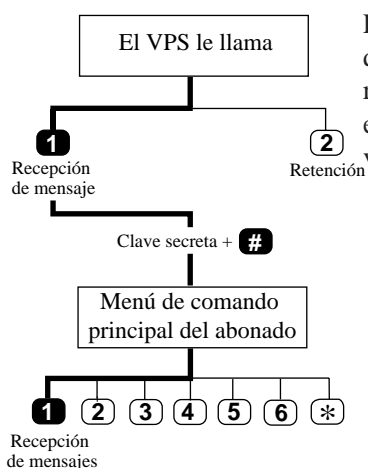 El VPS le llama
1
2
Recepción
de mensaje
Retención
Clave secreta + #
Menú de comando
principal del abonado
1 2 3 4 5 6 *
Recepción
de mensajes